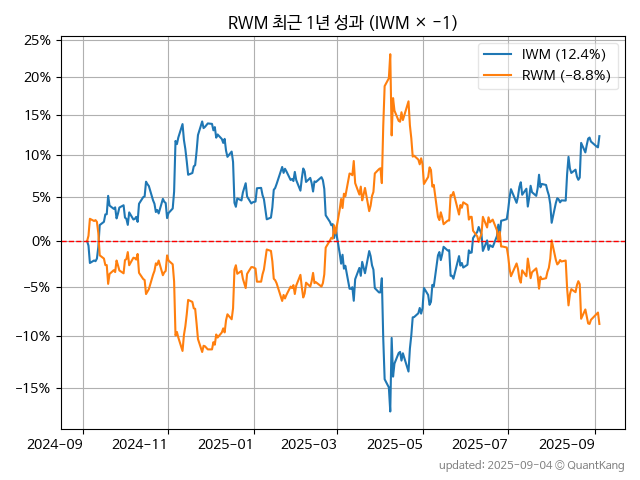 RWM 최근 1년 성과 (IWM × −1)
IWM (12.4%)
RWM (−8.8%)
25%
20%
15%
10%
5%
0%
−5%
−10%
−15%
2024-09 2024-11 2025-01 2025-03 2025-05 2025-07 2025-09
updated: 2025-09-04 © QuantKang